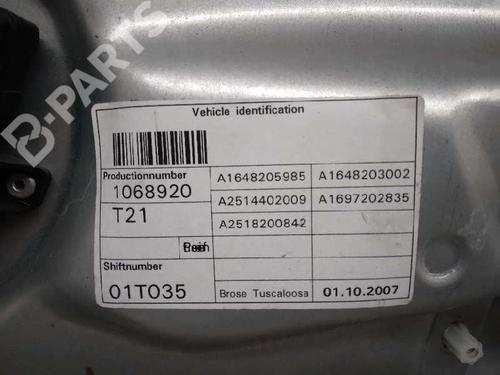 B-PARTS
Vehicle identification
Productionnumber
1068920
A1648205985
A1648203002
T21
A2514402009
A1697202835
A2518200842
Shiftnumber
01T035
Brose Tuscaloosa
01.10.2007